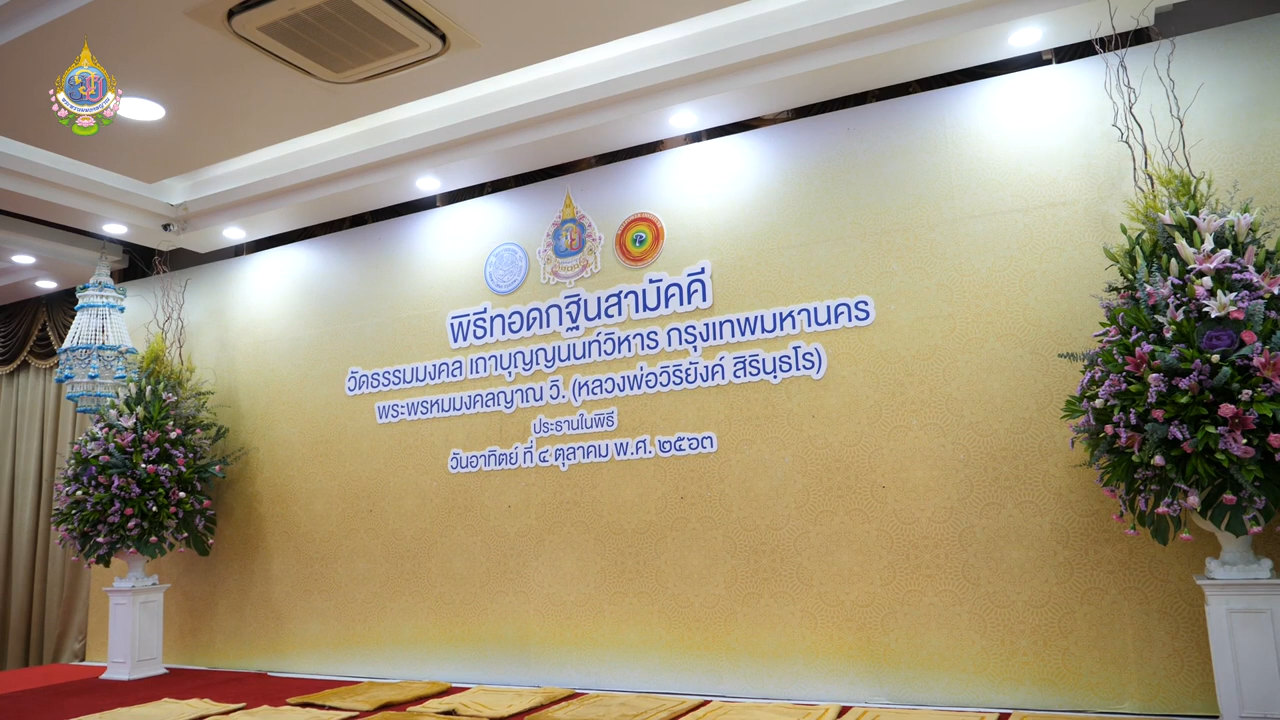 พิธีทอดกฐินสามัคคี
วัดธรรมมงคล เถาบุญญนนท์วิหาร กรุงเทพมหานคร
พระพรหมมงคลญาณ วิ. (หลวงพ่อวิริยังค์ สิรินฺธโร)
ประธานในพิธี
วันอาทิตย์ ที่ ๔ ตุลาคม พ.ศ. ๒๕๖๓